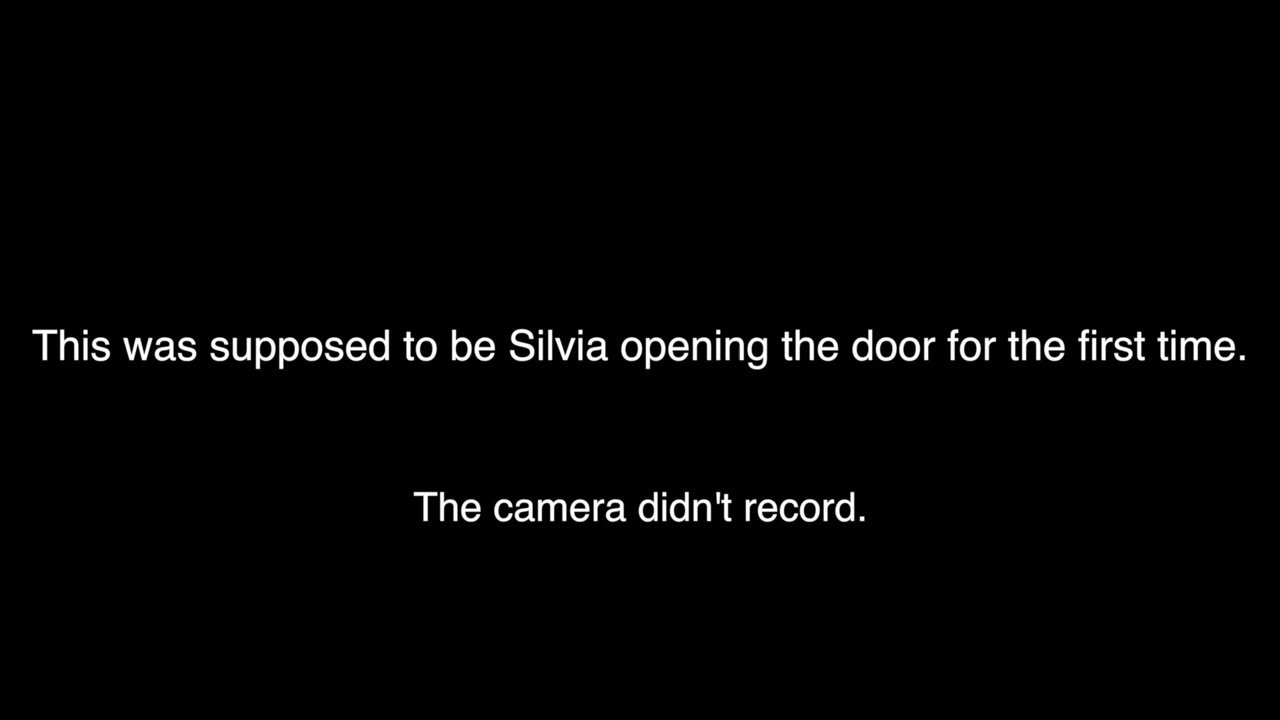 This was supposed to be Silvia opening the door for the first time.
The camera didn't record.